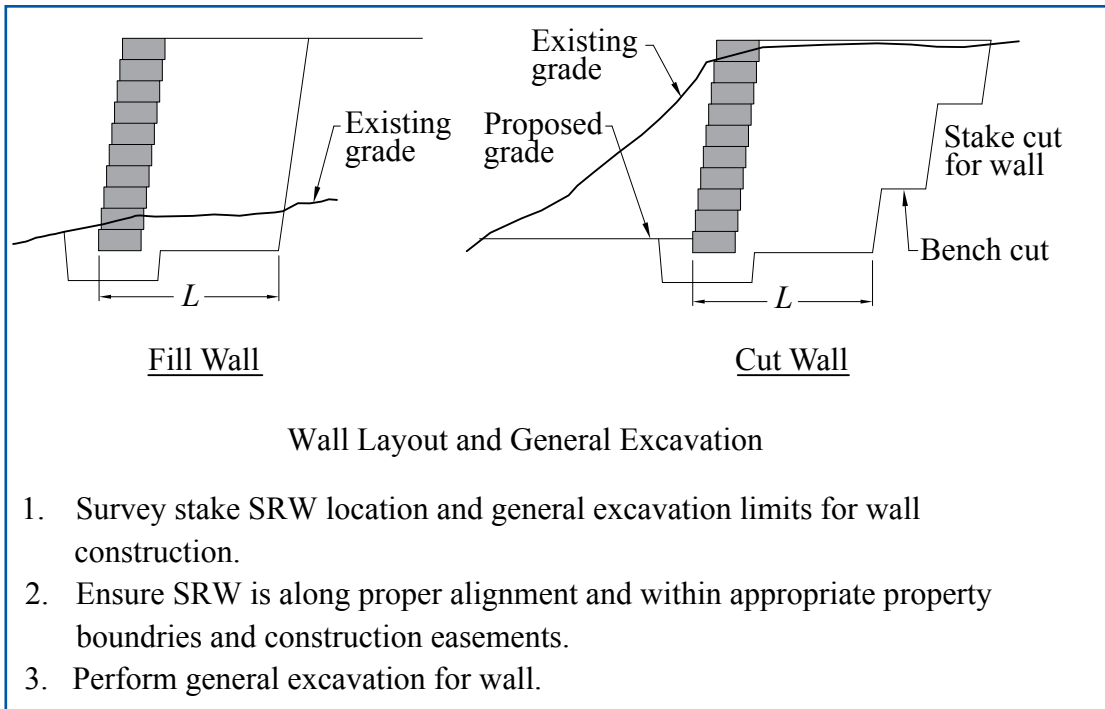 Existing
grade
L
Fill Wall
Existing
grade
Proposed
grade
Stake cut
for wall
Bench cut
L
Cut Wall
Wall Layout and General Excavation
1. Survey stake SRW location and general excavation limits for wall
construction.
2. Ensure SRW is along proper alignment and within appropriate property
boundries and construction easements.
3. Perform general excavation for wall.